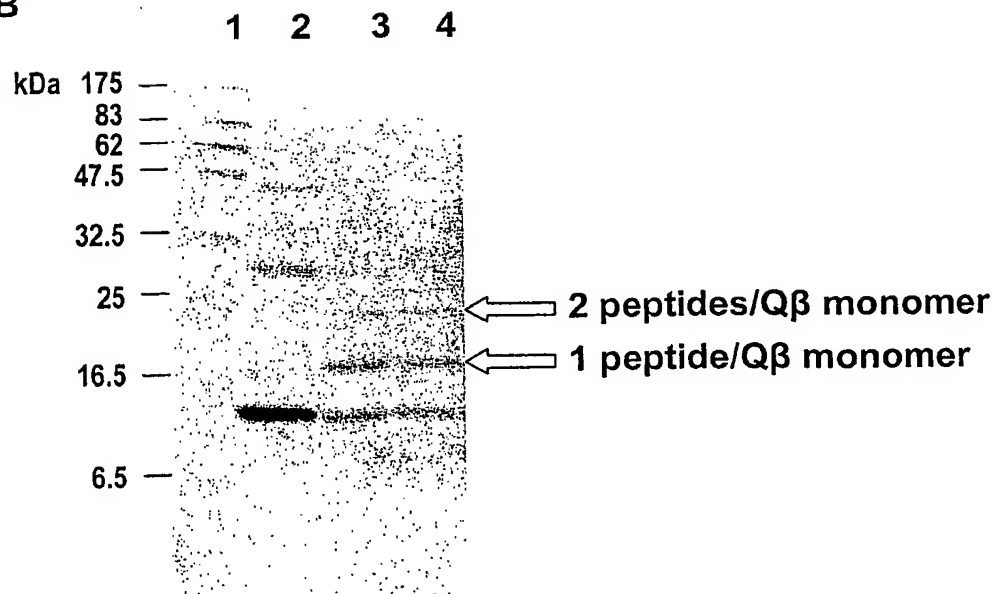 B
1 2 3 4
kDa 175
83
62
47.5
32.5
25
2 peptides/Qβ monomer
1 peptide/Qβ monomer
16.5
6.5